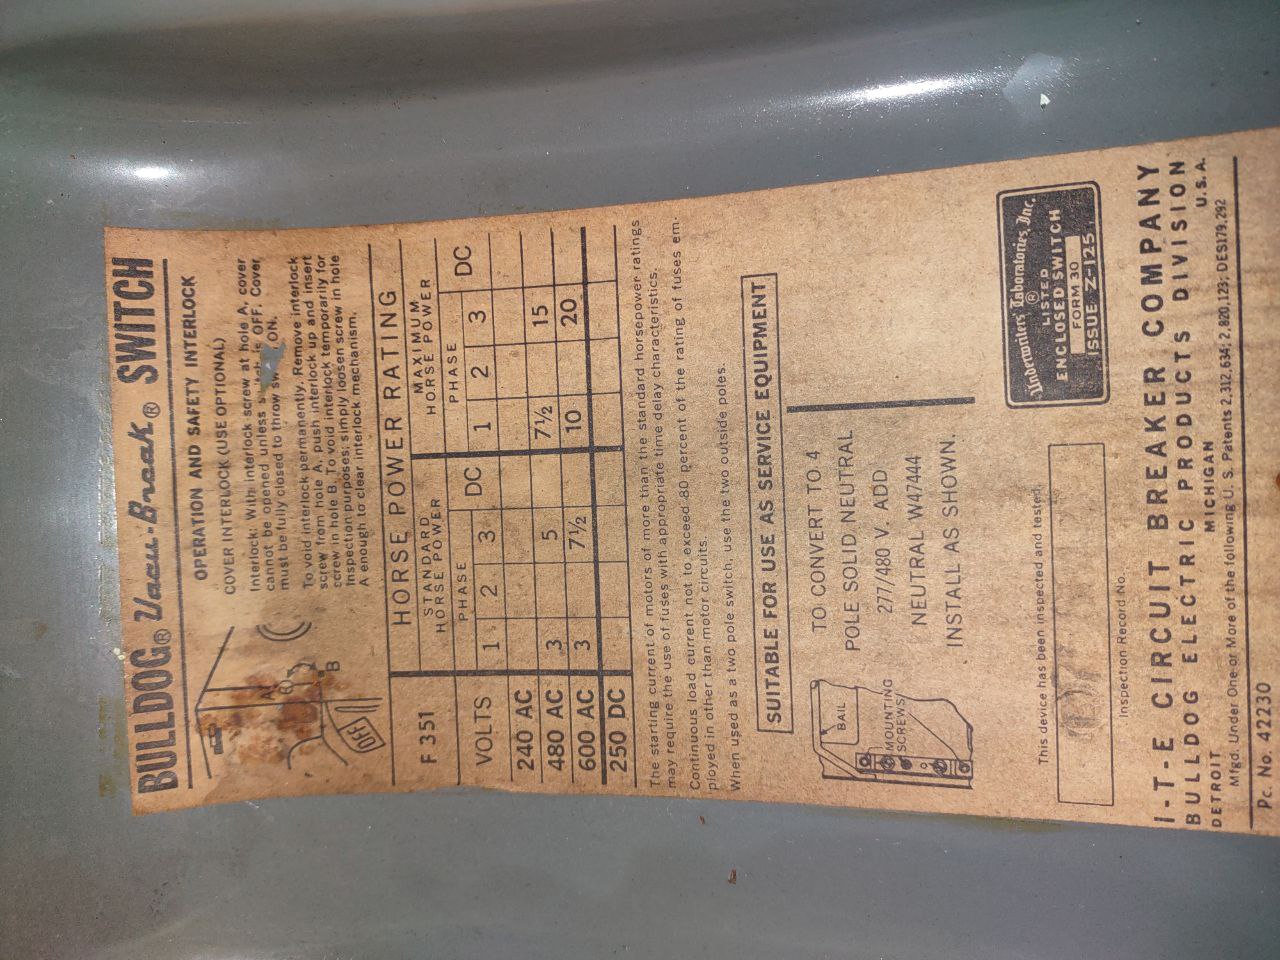 BULLDOG® Vacu-Break® SWITCH
OPERATION AND SAFETY INTERLOCK
COVER INTERLOCK (USE OPTIONAL)
Interlock. With interlock screw at hole A, cover
cannot be opened unless is OFF. Cover
must be fully closed to throw ON.
To void interlock permanently. Remove interlock
screw from hole A, push interlock up and insert
screw in hole B. To void interlock temporarily for
inspection purposes; simply loosen screw in hole
A enough to clear interlock mechanism.
A
B
OFF
HORSE POWER RATING
F 351 STANDARD HORSE POWER MAXIMUM HORSE POWER
PHASE DC PHASE DC
VOLTS 1 2 3 1 2 3
240 AC
480 AC 3 5 7½ 15
600 AC 3 7½ 10 20
250 DC
The starting current of motors of more than the standard horsepower ratings
may require the use of fuses with appropriate time delay characteristics.
Continuous load current not to exceed 80 percent of the rating of fuses em-
ployed in other than motor circuits.
When used as a two pole switch, use the two outside poles.
SUITABLE FOR USE AS SERVICE EQUIPMENT
BAIL
MOUNTING
SCREWS
TO CONVERT TO 4
POLE SOLID NEUTRAL
277/480 V. ADD
NEUTRAL W47444
INSTALL AS SHOWN.
Underwriters' Laboratories, Inc.
®
LISTED
ENCLOSED SWITCH
FORM 30
ISSUE Z-125,
This device has been inspected and tested.
Inspection Record No.
I-T-E CIRCUIT BREAKER COMPANY
BULLDOG ELECTRIC PRODUCTS DIVISION
DETROIT MICHIGAN U.S.A.
Mfgd. Under One or More of the following U. S. Patents 2,312,634; 2,820,123; DES179,292
Pc. No. 42230